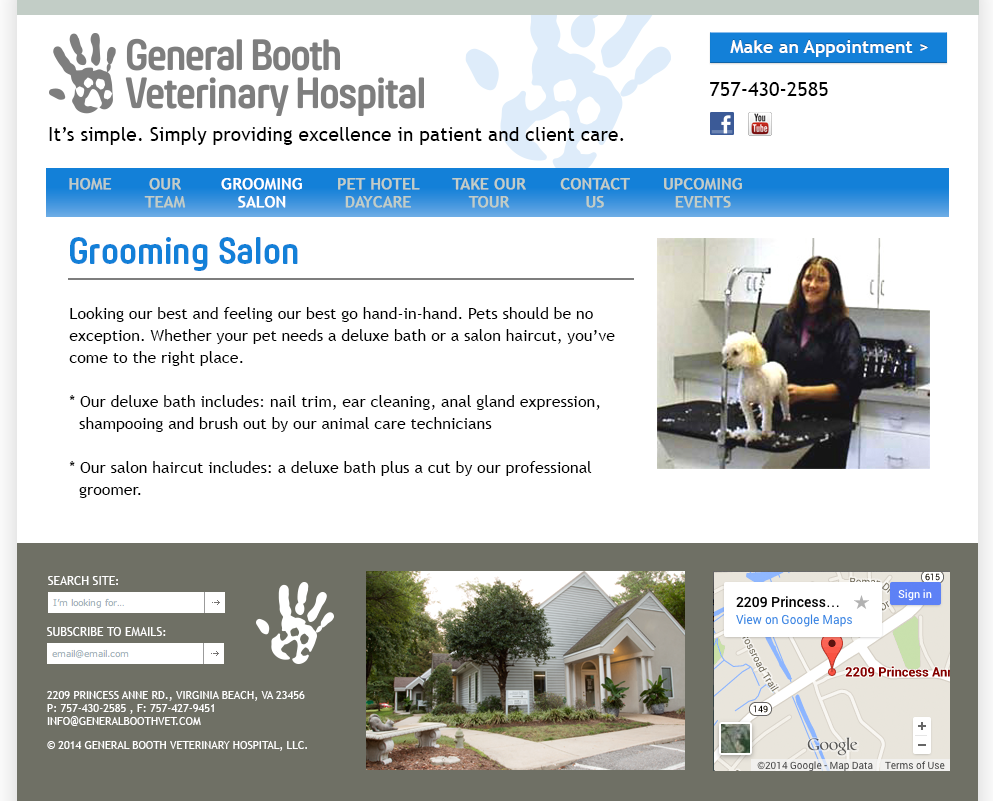 General Booth
Veterinary Hospital
It's simple. Simply providing excellence in patient and client care.
Make an Appointment >
757-430-2585
f
You
Tube
HOME
OUR
TEAM
GROOMING
SALON
PET HOTEL
DAYCARE
TAKE OUR
TOUR
CONTACT
US
UPCOMING
EVENTS
Grooming Salon
Looking our best and feeling our best go hand-in-hand. Pets should be no
exception. Whether your pet needs a deluxe bath or a salon haircut, you've
come to the right place.
* Our deluxe bath includes: nail trim, ear cleaning, anal gland expression,
shampooing and brush out by our animal care technicians
* Our salon haircut includes: a deluxe bath plus a cut by our professional
groomer.
SEARCH SITE:
I'm looking for...
SUBSCRIBE TO EMAILS:
email@email.com
2209 PRINCESS ANNE RD., VIRGINIA BEACH, VA 23456
P: 757-430-2585 , F: 757-427-9451
INFO@GENERALBOOTHVET.COM
© 2014 GENERAL BOOTH VETERINARY HOSPITAL, LLC.
615
Sign in
2209 Princess...
View on Google Maps
rossroad Trail
2209 Princess Ann
149
+
−
Google
©2014 Google - Map Data
Terms of Use